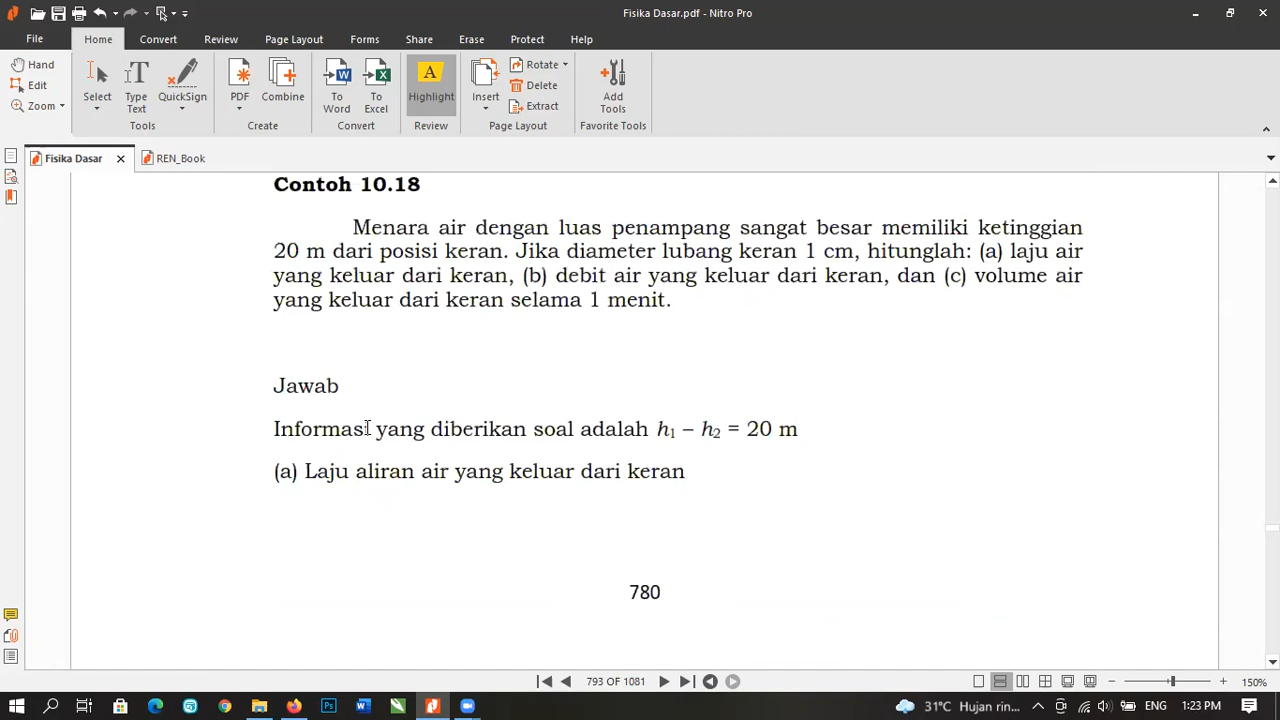 Fisika Dasar.pdf - Nitro Pro
File Home Convert Review Page Layout Forms Share Erase Protect Help
Hand
Edit
Zoom
Select
Type Text
QuickSign
Tools
PDF
Combine
Create
To Word
To Excel
Convert
A
Highlight
Review
Insert
Rotate
Delete
Extract
Page Layout
Add Tools
Favorite Tools
Fisika Dasar
REN_Book
Contoh 10.18
Menara air dengan luas penampang sangat besar memiliki ketinggian
20 m dari posisi keran. Jika diameter lubang keran 1 cm, hitunglah: (a) laju air
yang keluar dari keran, (b) debit air yang keluar dari keran, dan (c) volume air
yang keluar dari keran selama 1 menit.
Jawab
Informasi yang diberikan soal adalah h₁ – h₂ = 20 m
(a) Laju aliran air yang keluar dari keran
780
793 OF 1081
150%
31°C Hujan rin...
ENG
1:23 PM